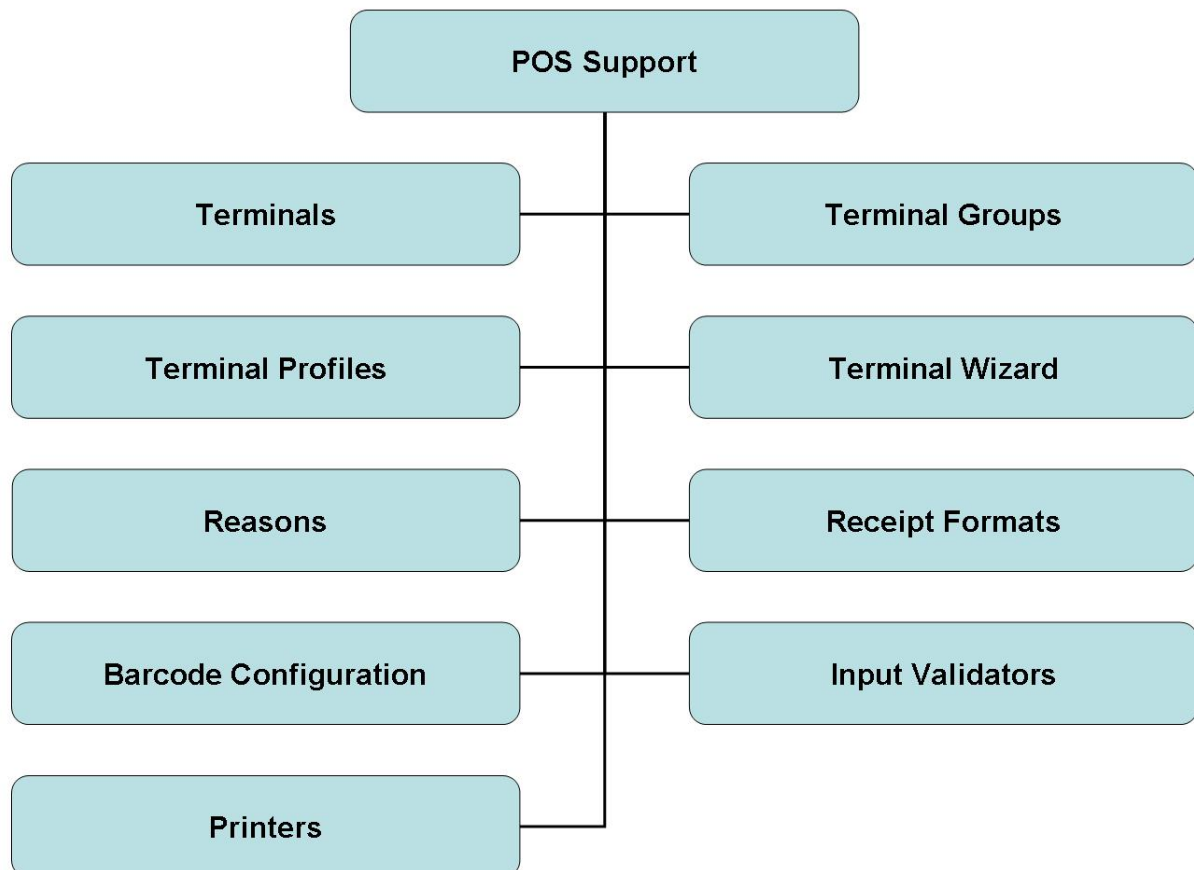 POS Support
Terminals
Terminal Groups
Terminal Profiles
Terminal Wizard
Reasons
Receipt Formats
Barcode Configuration
Input Validators
Printers